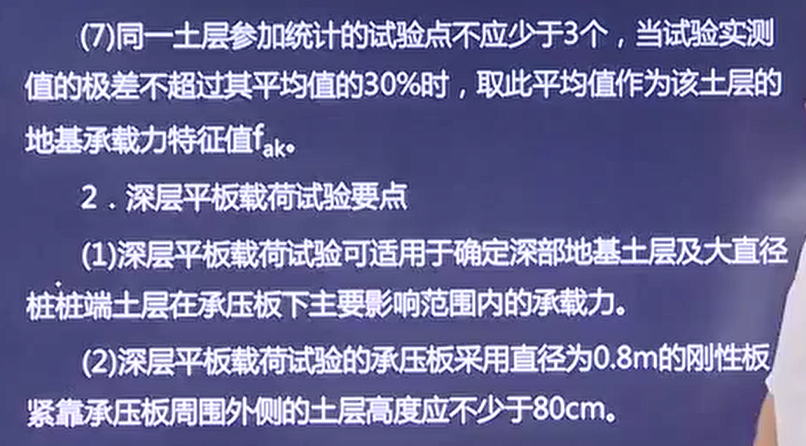 (7)同一土层参加统计的试验点不应少于3个，当试验实测
值的极差不超过其平均值的30%时，取此平均值作为该土层的
地基承载力特征值fak。
2．深层平板载荷试验要点
(1)深层平板载荷试验可适用于确定深部地基土层及大直径
桩桩端土层在承压板下主要影响范围内的承载力。
(2)深层平板载荷试验的承压板采用直径为0.8m的刚性板
紧靠承压板周围外侧的土层高度应不少于80cm。